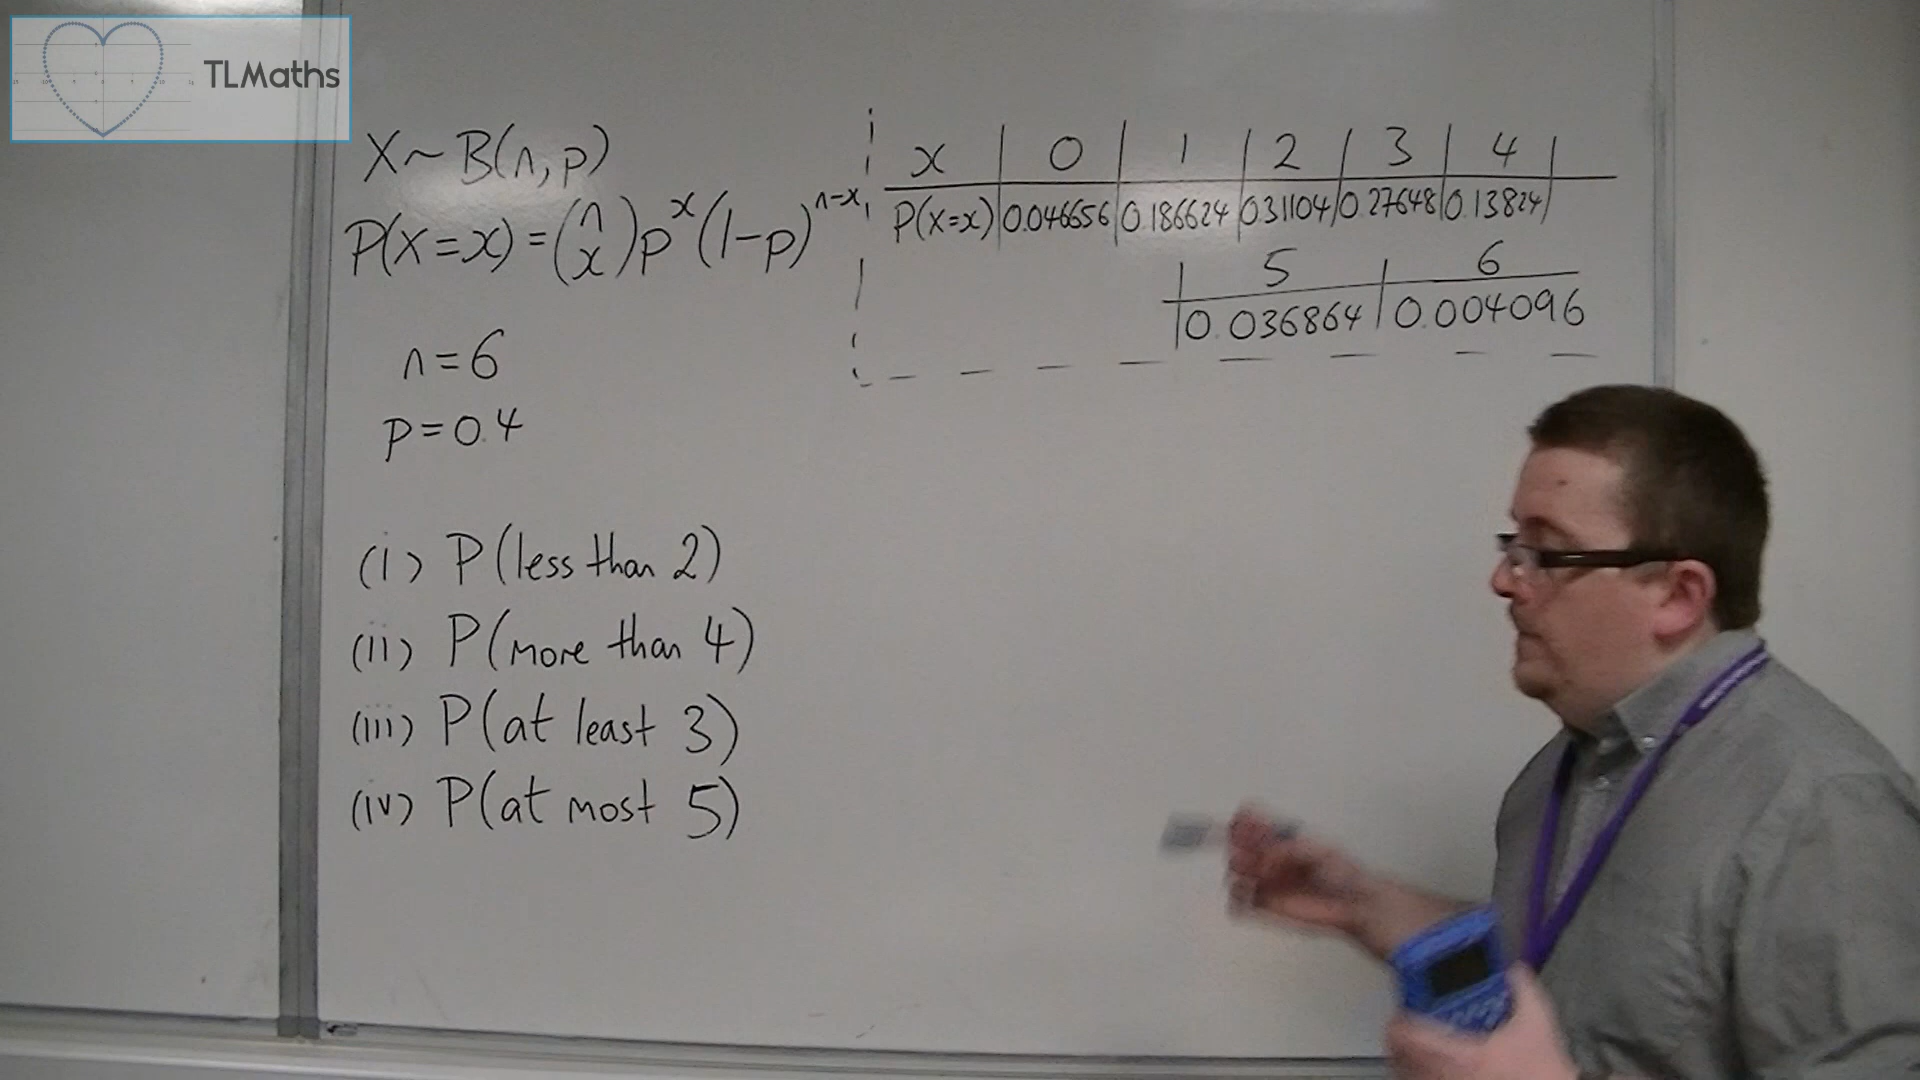 TLMaths
X ~ B(n, p)
P(X=x) = (n x) p^x (1-p)^n-x
n = 6
p = 0.4
(i) P(less than 2)
(ii) P(more than 4)
(iii) P(at least 3)
(iv) P(at most 5)
x | 0 | 1 | 2 | 3 | 4 |
P(X=x) | 0.046656 | 0.186624 | 0.31104 | 0.27648 | 0.13824 |
| 5 | 6
| 0.036864 | 0.004096